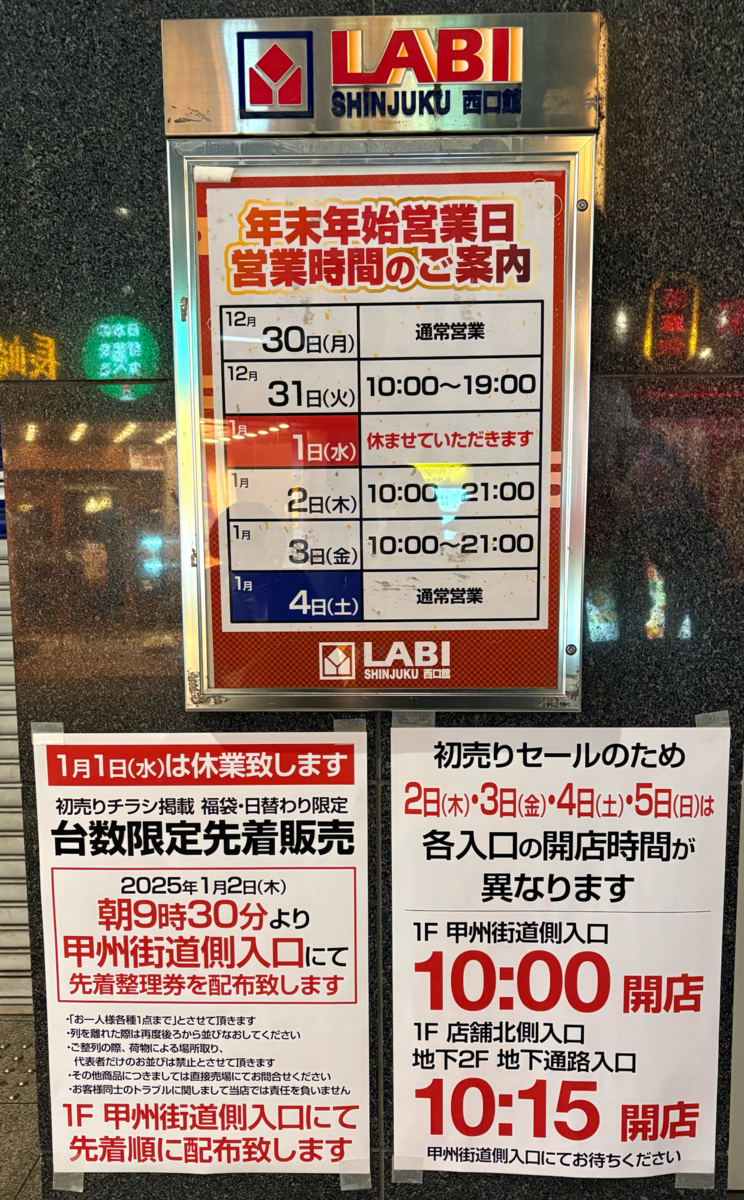 LABI
SHINJUKU 西口館
年末年始営業日
営業時間のご案内
12月 30日(月) 通常営業
12月 31日(火) 10:00～19:00
1月 1日(水) 休ませていただきます
1月 2日(木) 10:00～21:00
1月 3日(金) 10:00～21:00
1月 4日(土) 通常営業
LABI
SHINJUKU 西口館
1月1日(水)は休業致します
初売りチラシ掲載 福袋・日替わり限定
台数限定先着販売
2025年1月2日(木)
朝9時30分より
甲州街道側入口にて
先着整理券を配布致します
・「お一人様各種1点まで」とさせて頂きます
・列を離れた際は再度後ろから並びなおしてください
・ご整列の際、荷物による場所取り、
代表者だけのお並びは禁止とさせて頂きます
・その他商品につきましては直接売場にてお問合せください
・お客様同士のトラブルに関しまして当店では責任を負いません
1F 甲州街道側入口にて
先着順に配布致します
初売りセールのため
2日(木)・3日(金)・4日(土)・5日(日)は
各入口の開店時間が
異なります
1F 甲州街道側入口
10:00 開店
1F 店舗北側入口
地下2F 地下通路入口
10:15 開店
甲州街道側入口にてお待ちください
長崎